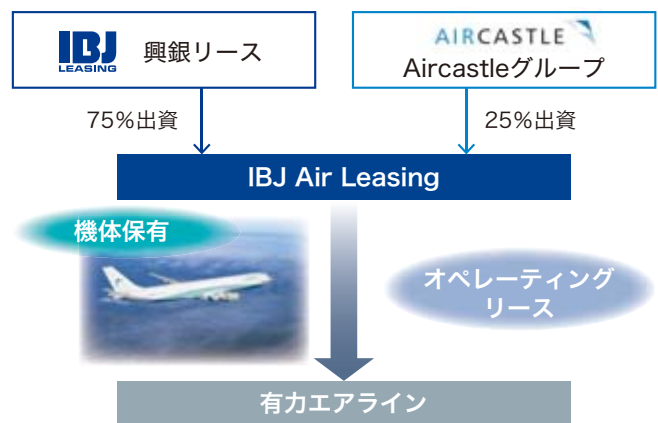 IBJ
LEASING
興銀リース
AIRCASTLE
Aircastleグループ
75%出資
25%出資
IBJ Air Leasing
機体保有
オペレーティング
リース
有力エアライン